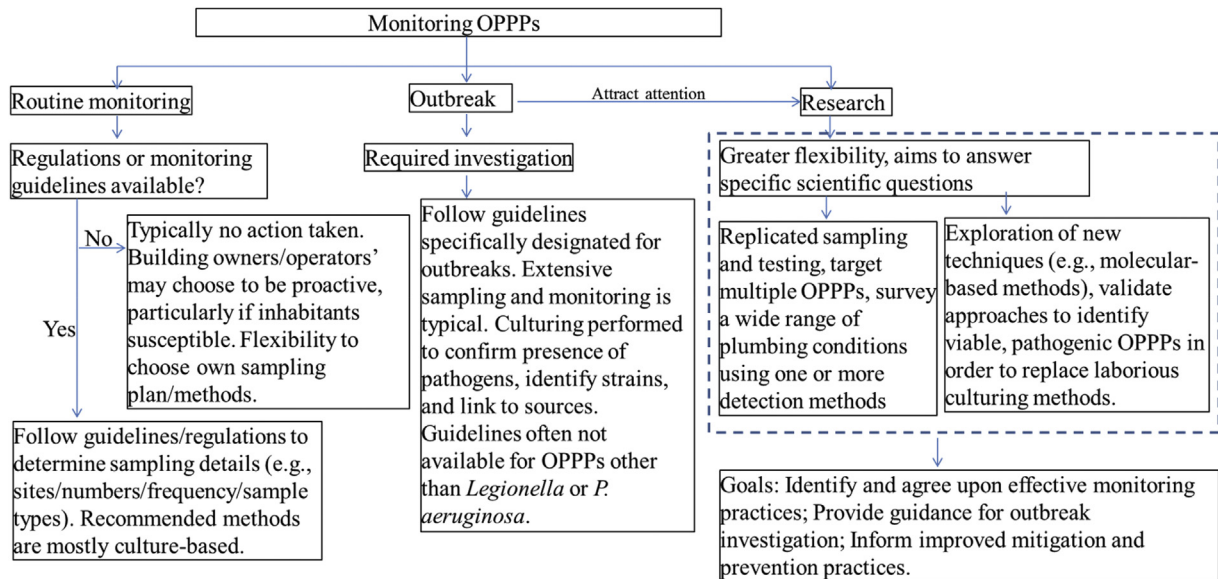 Monitoring OPPPs
Routine monitoring
Outbreak
Attract attention
Research
Regulations or monitoring
guidelines available?
No
Yes
Typically no action taken.
Building owners/operators’
may choose to be proactive,
particularly if inhabitants
susceptible. Flexibility to
choose own sampling
plan/methods.
Follow guidelines/regulations to
determine sampling details (e.g.,
sites/numbers/frequency/sample
types). Recommended methods
are mostly culture-based.
Required investigation
Follow guidelines
specifically designated for
outbreaks. Extensive
sampling and monitoring is
typical. Culturing performed
to confirm presence of
pathogens, identify strains,
and link to sources.
Guidelines often not
available for OPPPs other
than Legionella or P.
aeruginosa.
Greater flexibility, aims to answer
specific scientific questions
Replicated sampling
and testing, target
multiple OPPPs, survey
a wide range of
plumbing conditions
using one or more
detection methods
Exploration of new
techniques (e.g., molecular-
based methods), validate
approaches to identify
viable, pathogenic OPPPs in
order to replace laborious
culturing methods.
Goals: Identify and agree upon effective monitoring
practices; Provide guidance for outbreak
investigation; Inform improved mitigation and
prevention practices.